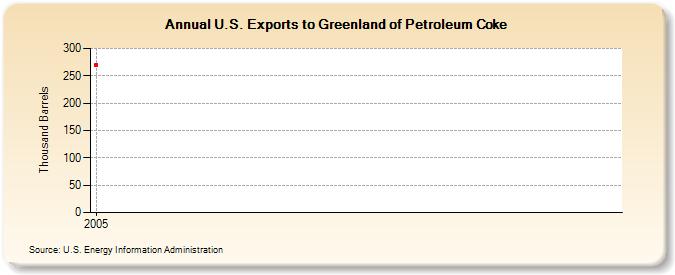 Annual U.S. Exports to Greenland of Petroleum Coke
Thousand Barrels
300
250
200
150
100
50
0
2005
Source: U.S. Energy Information Administration